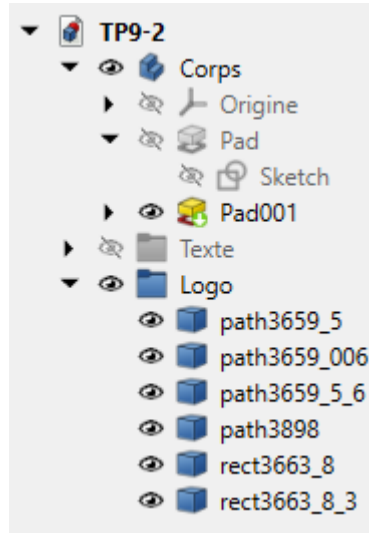 TP9-2
Corps
Origine
Pad
Sketch
Pad001
Texte
Logo
path3659_5
path3659_006
path3659_5_6
path3898
rect3663_8
rect3663_8_3